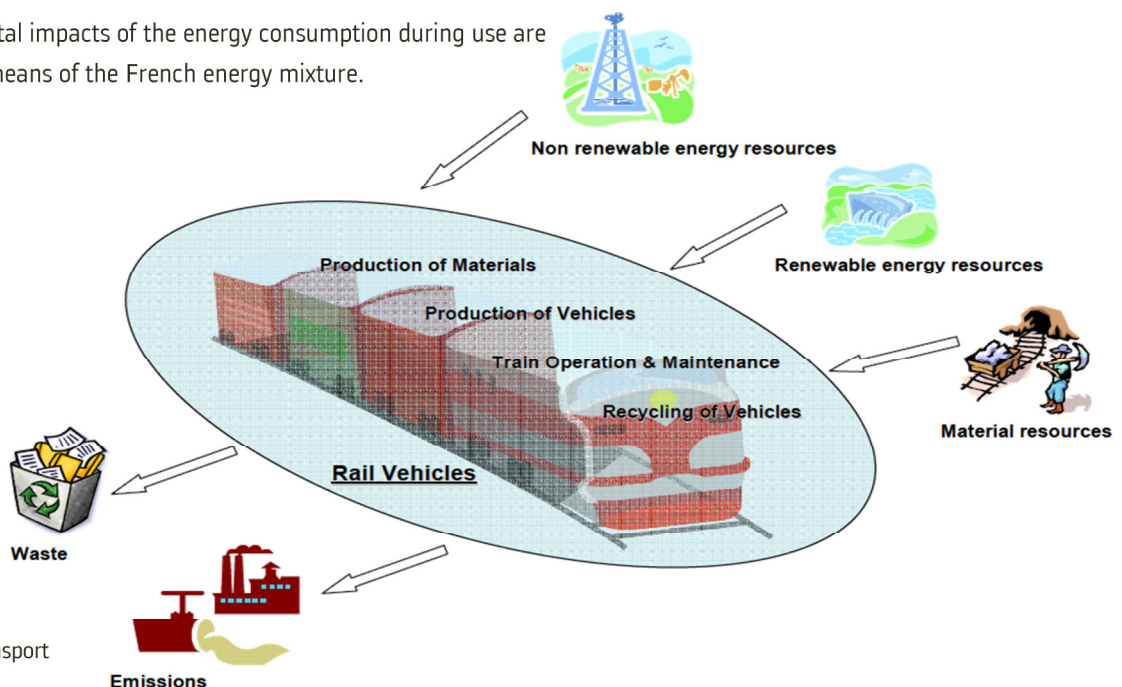 tal impacts of the energy consumption during use are
means of the French energy mixture.
Non renewable energy resources
Renewable energy resources
Production of Materials
Production of Vehicles
Train Operation & Maintenance
Recycling of Vehicles
Material resources
Rail Vehicles
Waste
nsport
Emissions